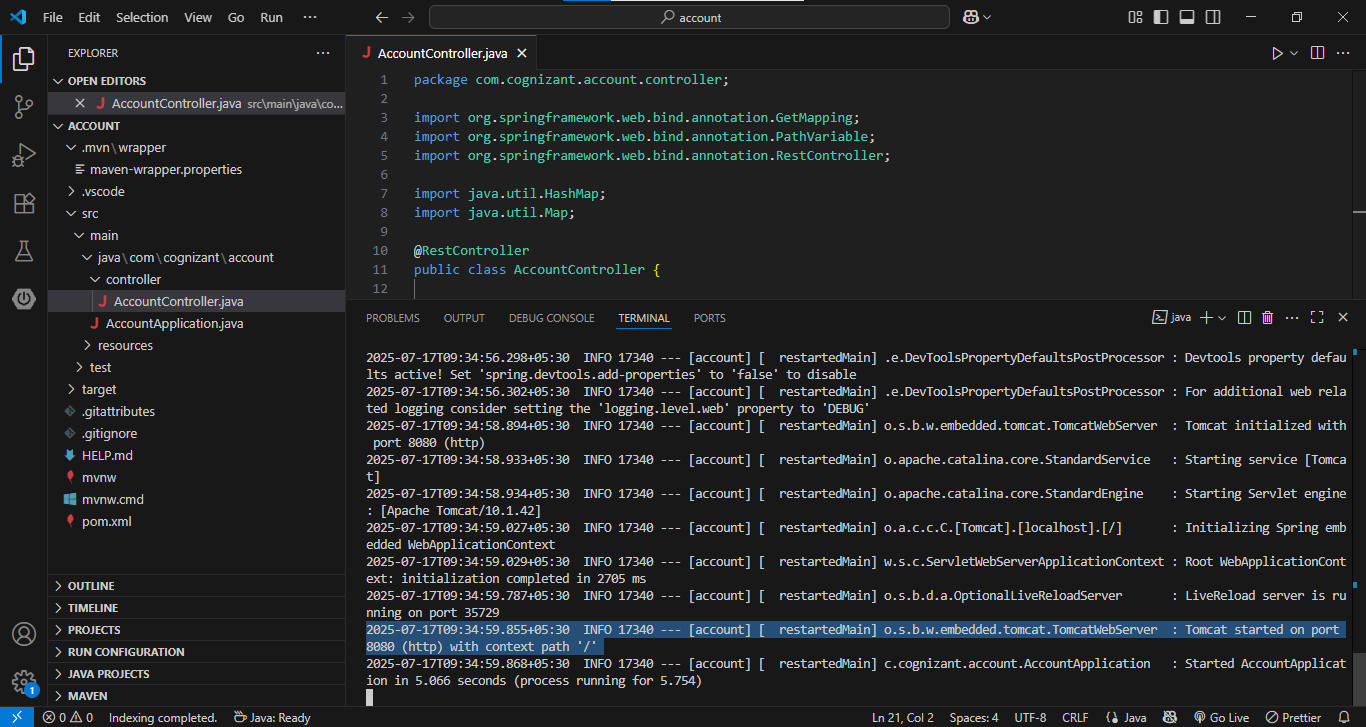 File Edit Selection View Go Run ···
account
EXPLORER ···
OPEN EDITORS
AccountController.java src\main\java\co...
ACCOUNT
.mvn\wrapper
maven-wrapper.properties
.vscode
src
main
java\com\cognizant\account
controller
AccountController.java
AccountApplication.java
resources
test
target
.gitattributes
.gitignore
HELP.md
mvnw
mvnw.cmd
pom.xml
OUTLINE
TIMELINE
PROJECTS
RUN CONFIGURATION
JAVA PROJECTS
MAVEN
1
AccountController.java
1 package com.cognizant.account.controller;
2
3 import org.springframework.web.bind.annotation.GetMapping;
4 import org.springframework.web.bind.annotation.PathVariable;
5 import org.springframework.web.bind.annotation.RestController;
6
7 import java.util.HashMap;
8 import java.util.Map;
9
10 @RestController
11 public class AccountController {
12
PROBLEMS OUTPUT DEBUG CONSOLE TERMINAL PORTS
java
2025-07-17T09:34:56.298+05:30  INFO 17340 --- [account] [  restartedMain] .e.DevToolsPropertyDefaultsPostProcessor : Devtools property defau
lts active! Set 'spring.devtools.add-properties' to 'false' to disable
2025-07-17T09:34:56.302+05:30  INFO 17340 --- [account] [  restartedMain] .e.DevToolsPropertyDefaultsPostProcessor : For additional web rela
ted logging consider setting the 'logging.level.web' property to 'DEBUG'
2025-07-17T09:34:58.894+05:30  INFO 17340 --- [account] [  restartedMain] o.s.b.w.embedded.tomcat.TomcatWebServer  : Tomcat initialized with
port 8080 (http)
2025-07-17T09:34:58.933+05:30  INFO 17340 --- [account] [  restartedMain] o.apache.catalina.core.StandardService   : Starting service [Tomca
t]
2025-07-17T09:34:58.934+05:30  INFO 17340 --- [account] [  restartedMain] o.apache.catalina.core.StandardEngine    : Starting Servlet engine
: [Apache Tomcat/10.1.42]
2025-07-17T09:34:59.027+05:30  INFO 17340 --- [account] [  restartedMain] o.a.c.c.C.[Tomcat].[localhost].[/]       : Initializing Spring emb
edded WebApplicationContext
2025-07-17T09:34:59.029+05:30  INFO 17340 --- [account] [  restartedMain] w.s.c.ServletWebServerApplicationContext : Root WebApplicationCont
ext: initialization completed in 2705 ms
2025-07-17T09:34:59.787+05:30  INFO 17340 --- [account] [  restartedMain] o.s.b.d.a.OptionalLiveReloadServer       : LiveReload server is ru
nning on port 35729
2025-07-17T09:34:59.855+05:30  INFO 17340 --- [account] [  restartedMain] o.s.b.w.embedded.tomcat.TomcatWebServer  : Tomcat started on port
8080 (http) with context path '/'
2025-07-17T09:34:59.868+05:30  INFO 17340 --- [account] [  restartedMain] c.cognizant.account.AccountApplication   : Started AccountApplicat
ion in 5.066 seconds (process running for 5.754)
0 0 Indexing completed. Java: Ready Ln 21, Col 2 Spaces: 4 UTF-8 CRLF {} Java Go Live Prettier